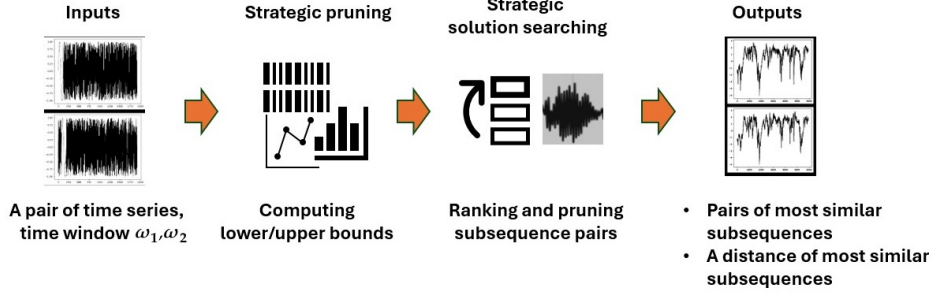 Inputs
Strategic pruning
Strategic
solution searching
Outputs
A pair of time series,
time window ω₁,ω₂
Computing
lower/upper bounds
Ranking and pruning
subsequence pairs
• Pairs of most similar
subsequences
• A distance of most similar
subsequences